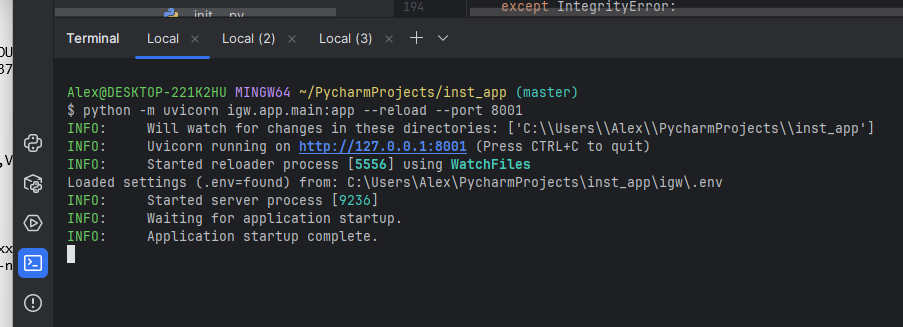 init .py
194 except IntegrityError:
Terminal Local × Local (2) × Local (3) ×
Alex@DESKTOP-221K2HU MINGW64 ~/PycharmProjects/inst_app (master)
$ python -m uvicorn igw.app.main:app --reload --port 8001
INFO: Will watch for changes in these directories: ['C:\\Users\\Alex\\PycharmProjects\\inst_app']
INFO: Uvicorn running on http://127.0.0.1:8001 (Press CTRL+C to quit)
INFO: Started reloader process [5556] using WatchFiles
Loaded settings (.env=found) from: C:\Users\Alex\PycharmProjects\inst_app\igw\.env
INFO: Started server process [9236]
INFO: Waiting for application startup.
INFO: Application startup complete.